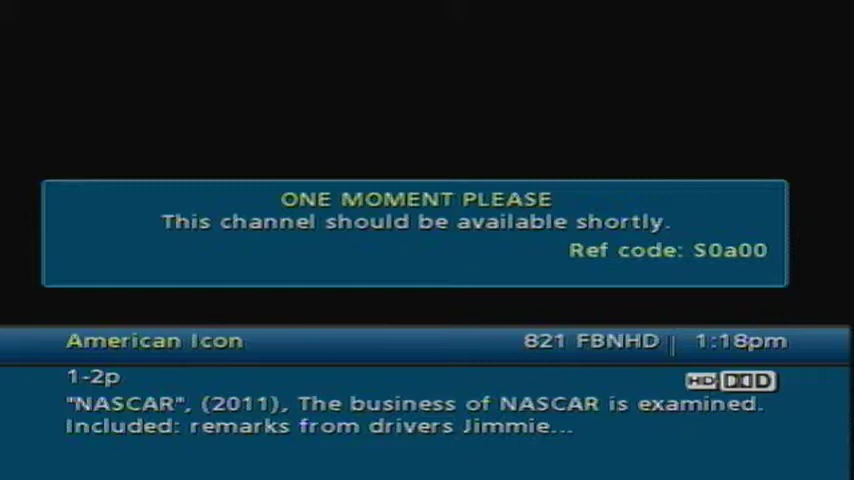 ONE MOMENT PLEASE
This channel should be available shortly.
Ref code: S0a00
American Icon 821 FBNHD 1:18pm
1-2p
HD
"NASCAR", (2011), The business of NASCAR is examined.
Included: remarks from drivers Jimmie...